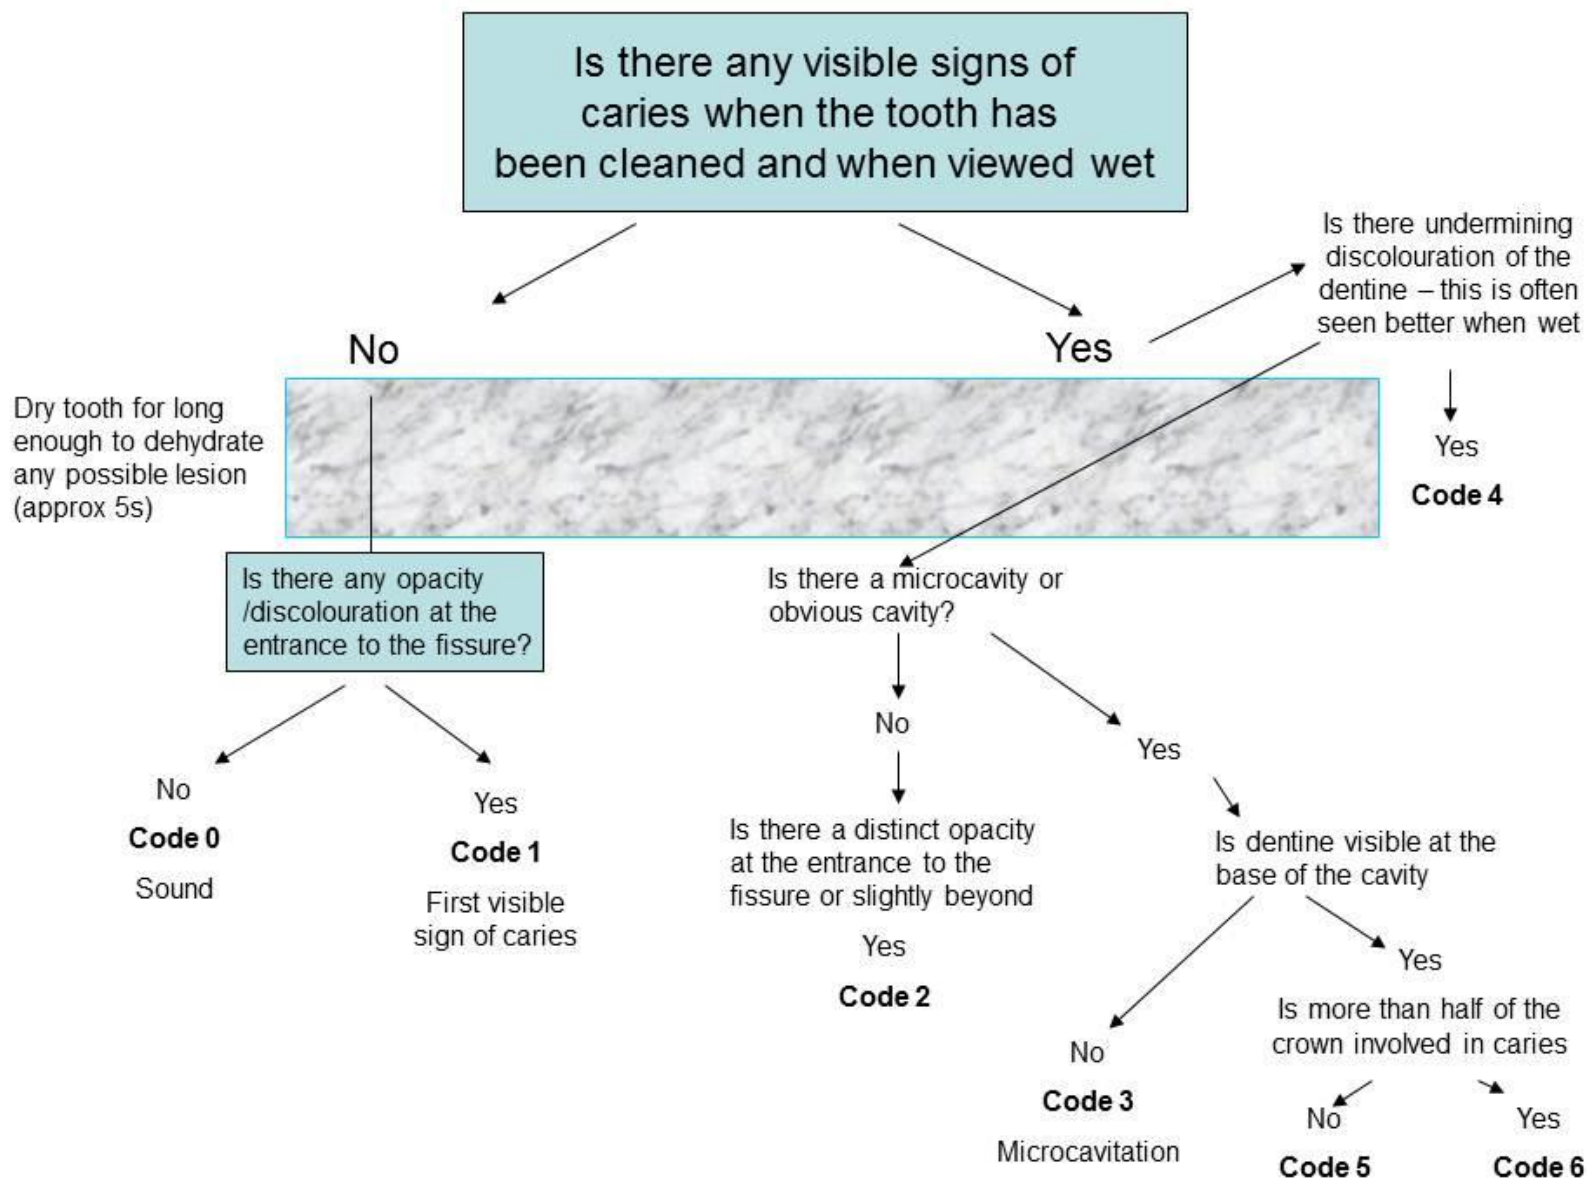 Is there any visible signs of
caries when the tooth has
been cleaned and when viewed wet
Is there undermining
discolouration of the
dentine – this is often
seen better when wet
No
Yes
Dry tooth for long
enough to dehydrate
any possible lesion
(approx 5s)
Yes
Code 4
Is there any opacity
/discolouration at the
entrance to the fissure?
Is there a microcavity or
obvious cavity?
No
Code 0
Sound
Yes
Code 1
First visible
sign of caries
No
Yes
Is there a distinct opacity
at the entrance to the
fissure or slightly beyond
Yes
Code 2
Is dentine visible at the
base of the cavity
No
Code 3
Microcavitation
Yes
Is more than half of the
crown involved in caries
No
Code 5
Yes
Code 6